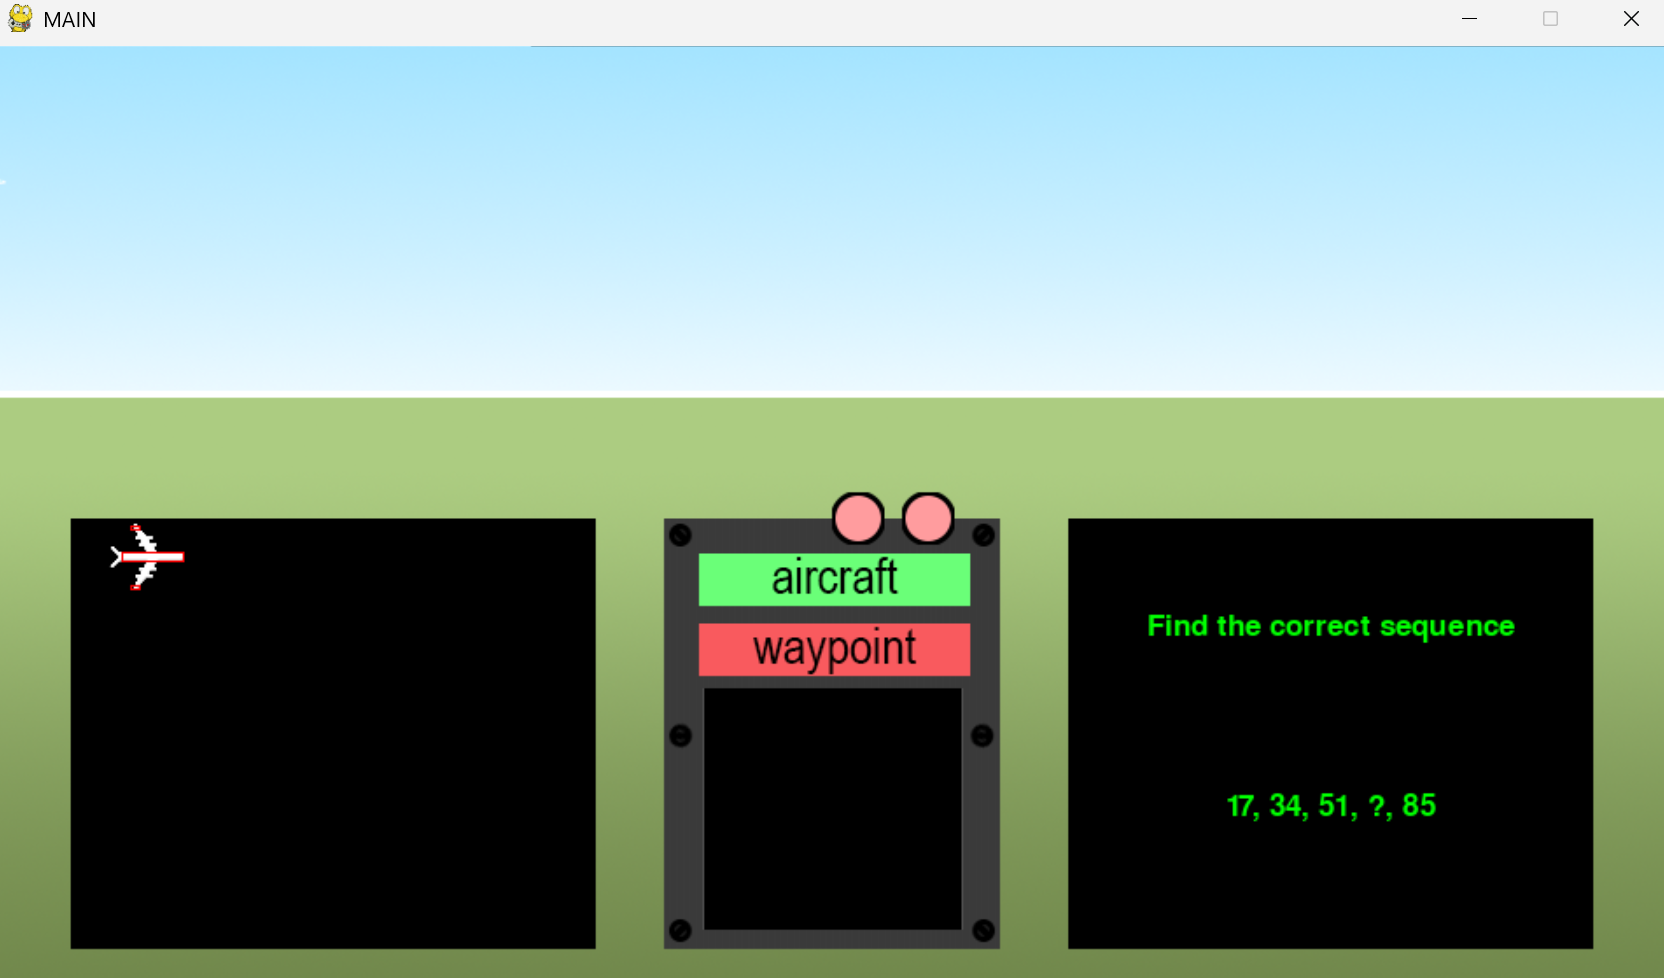 MAIN
aircraft
waypoint
Find the correct sequence
17, 34, 51, ?, 85